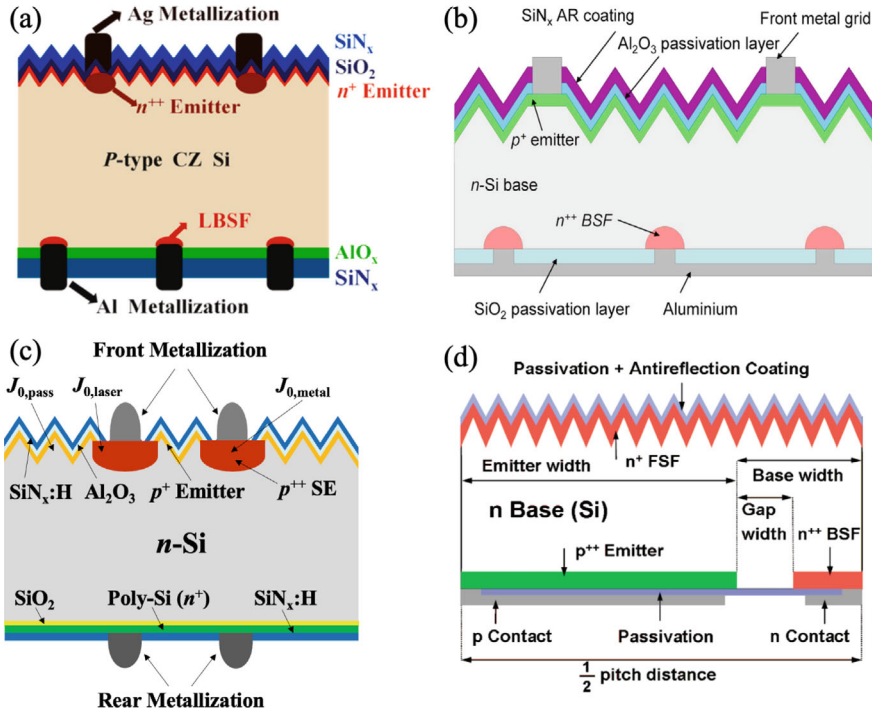 (a)
Ag Metallization
SiNx
SiO2
n+ Emitter
n++ Emitter
P-type CZ Si
LBSF
AlOx
SiNx
Al Metallization
(b)
SiNx AR coating
Front metal grid
Al2O3 passivation layer
p+ emitter
n-Si base
n++ BSF
SiO2 passivation layer
Aluminium
(c)
Front Metallization
J0,pass
J0,laser
J0,metal
SiNx:H
Al2O3
p+ Emitter
p++ SE
n-Si
SiO2
Poly-Si (n+)
SiNx:H
Rear Metallization
(d)
Passivation + Antireflection Coating
n+ FSF
Emitter width
Base width
n Base (Si)
Gap
width
n++ BSF
p++ Emitter
p Contact
Passivation
n Contact
1/2 pitch distance